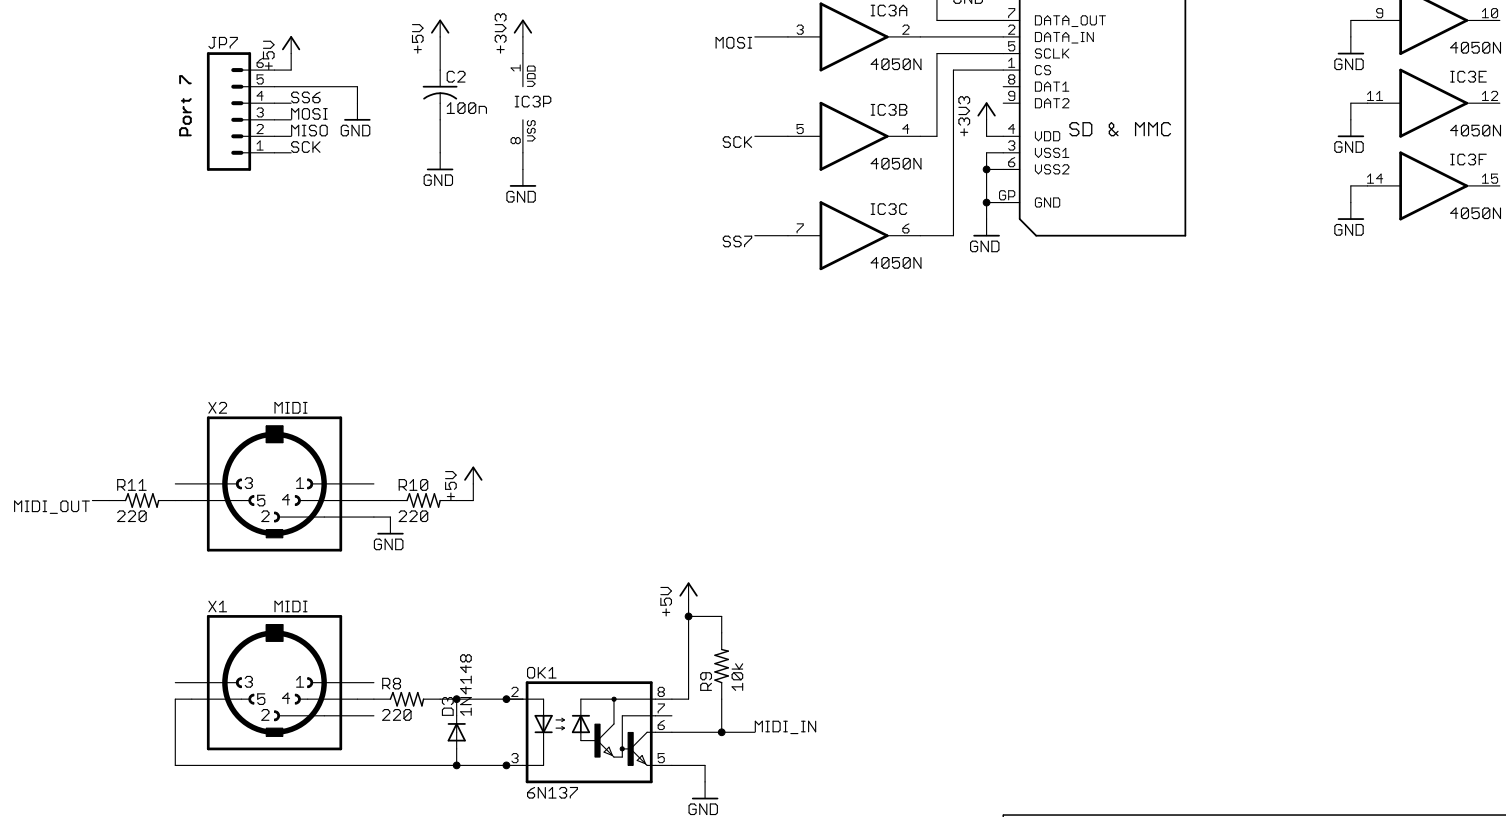 JP7
Port 7
+5V
6
5
4 SS6
3 MOSI
2 MISO
1 SCK
GND
+5V
C2
100n
GND
+3V3
1 VDD
IC3P
8 VSS
GND
MOSI 3 2
IC3A
4050N
SCK 5 4
IC3B
4050N
SS7 7 6
IC3C
4050N
GND
7 DATA_OUT
2 DATA_IN
5 SCLK
1 CS
8 DAT1
9 DAT2
+3V3
4 VDD
3 VSS1
6 VSS2
GP GND
SD & MMC
GND
9 10
4050N
GND
IC3E
11 12
4050N
GND
IC3F
14 15
4050N
GND
X2 MIDI
MIDI_OUT
R11
220
3
5
2
1
4
R10
220
+5V
GND
X1 MIDI
3
5
2
1
4
R8
220
D3
1N4148
OK1
2
3
8
7
6
5
6N137
+5V
R9
10k
MIDI_IN
GND